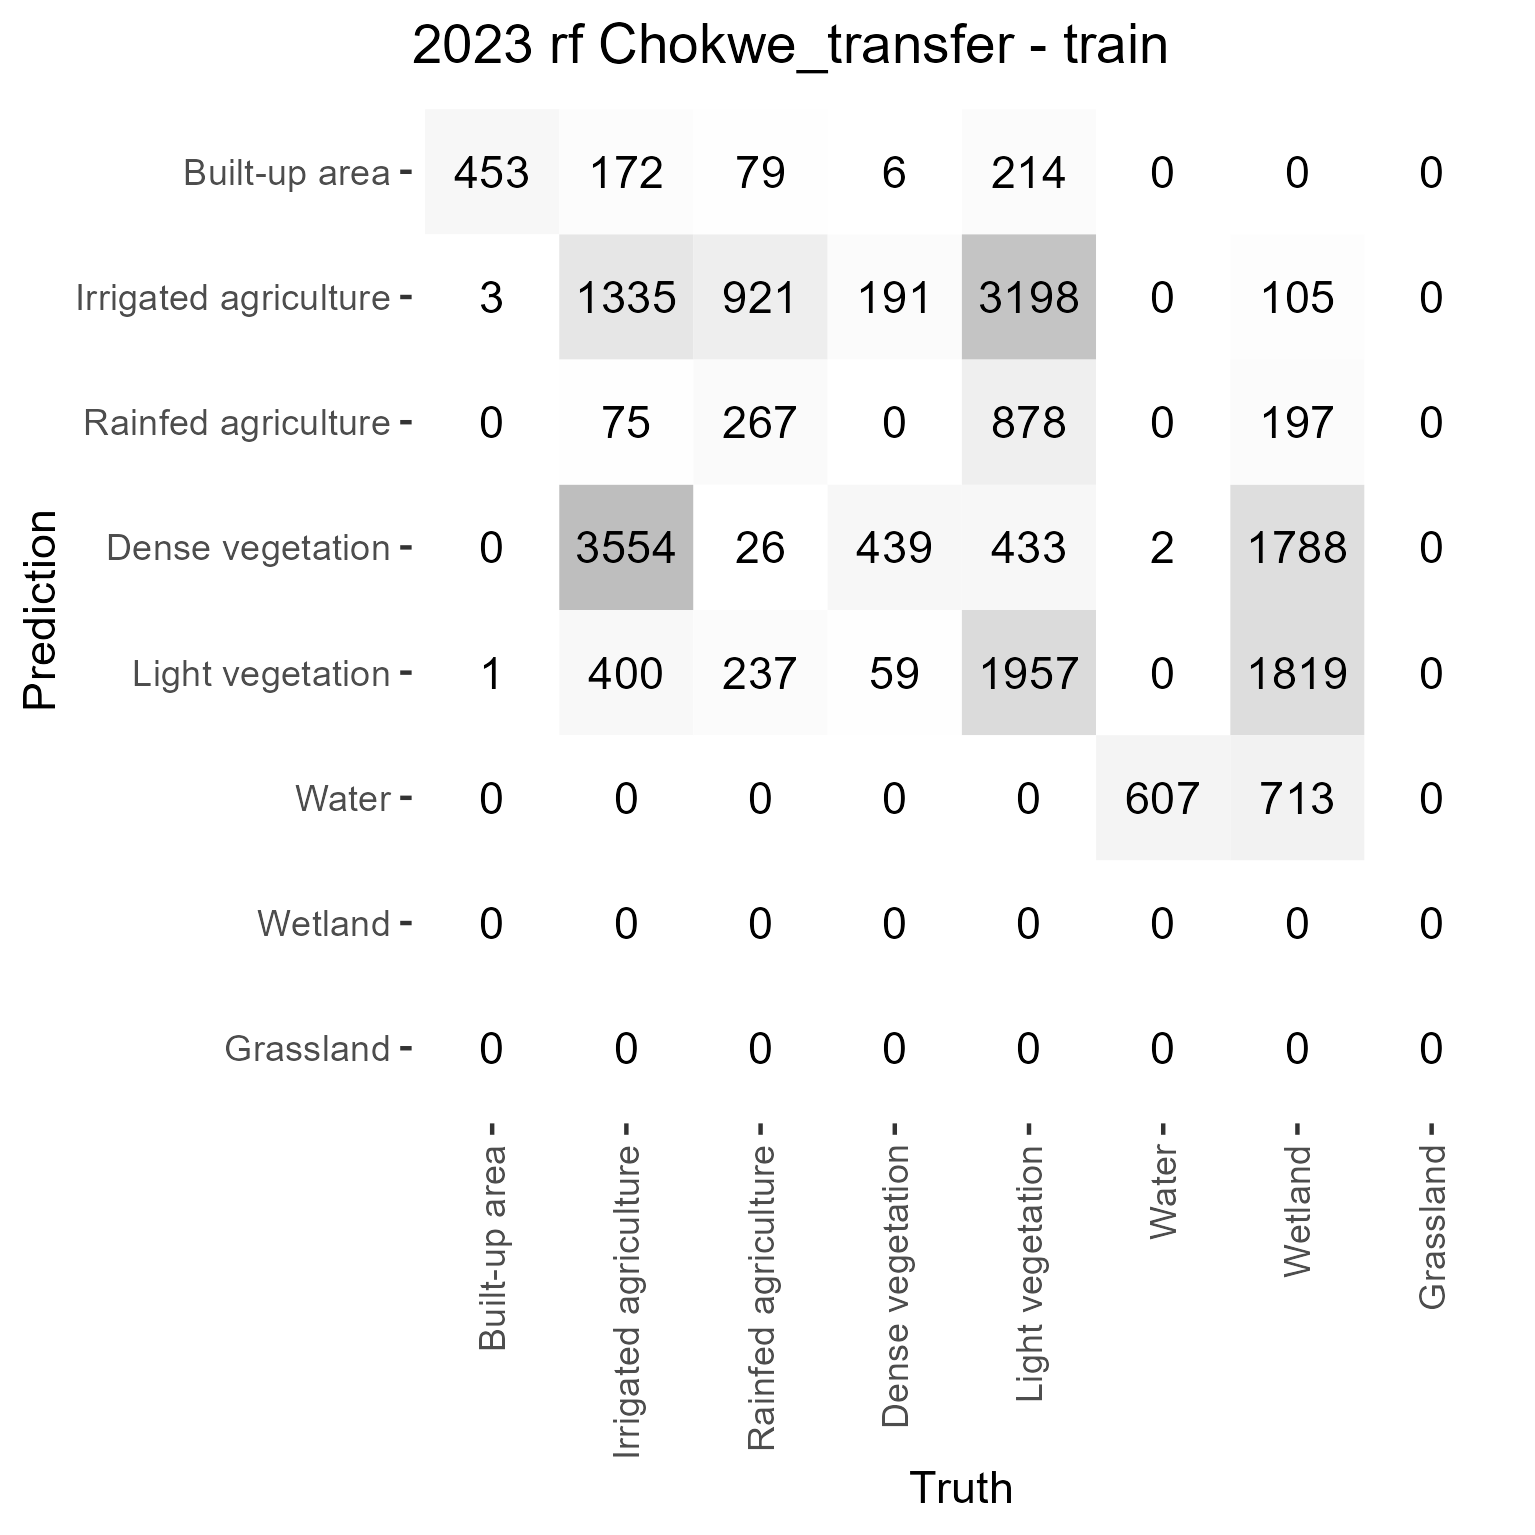 2023 rf Chokwe_transfer - train
Built-up area 453 172 79 6 214 0 0 0
Irrigated agriculture 3 1335 921 191 3198 0 105 0
Rainfed agriculture 0 75 267 0 878 0 197 0
Dense vegetation 0 3554 26 439 433 2 1788 0
Light vegetation 1 400 237 59 1957 0 1819 0
Water 0 0 0 0 0 607 713 0
Wetland 0 0 0 0 0 0 0 0
Grassland 0 0 0 0 0 0 0 0
Prediction
Built-up area
Irrigated agriculture
Rainfed agriculture
Dense vegetation
Light vegetation
Water
Wetland
Grassland
Truth